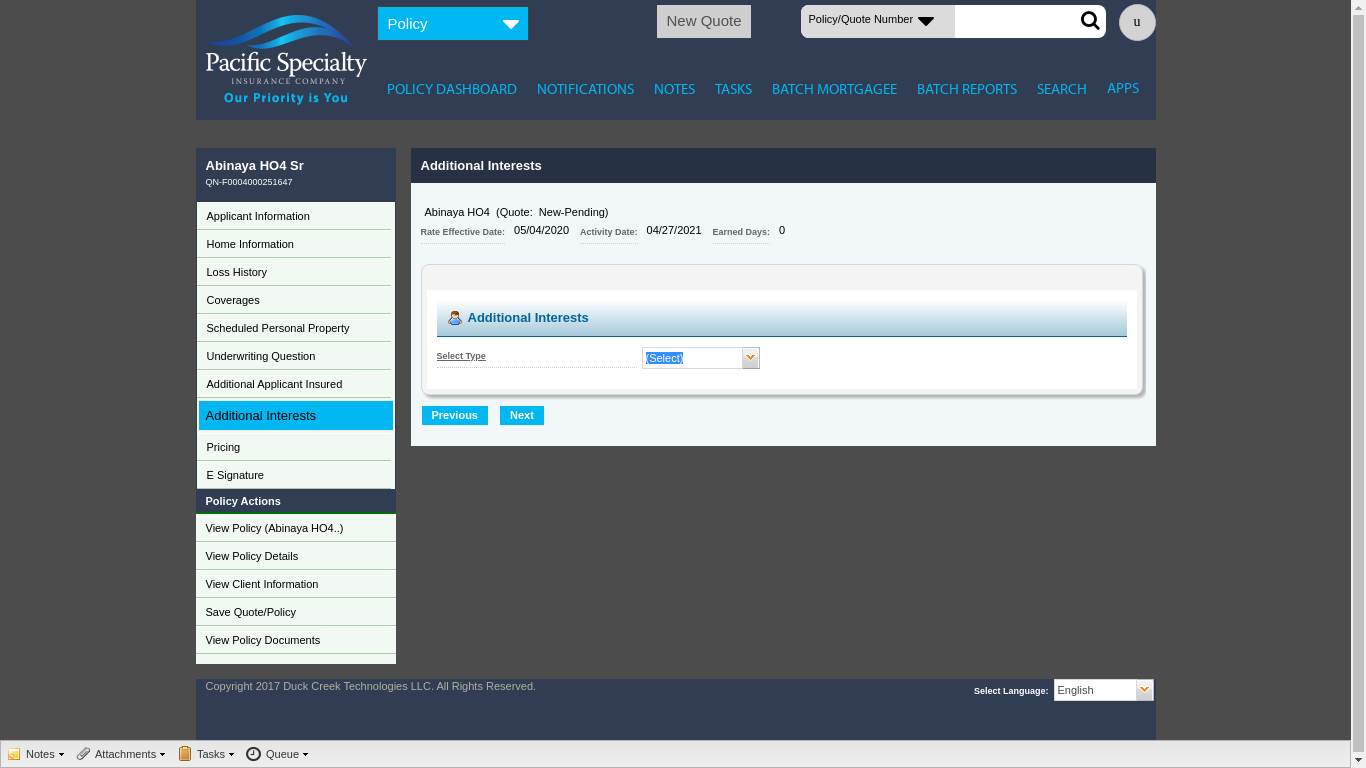 Policy
New Quote
Policy/Quote Number
u
Pacific Specialty
INSURANCE COMPANY
Our Priority is You
POLICY DASHBOARD
NOTIFICATIONS
NOTES
TASKS
BATCH MORTGAGEE
BATCH REPORTS
SEARCH
APPS
Abinaya HO4 Sr
QN-F0004000251647
Applicant Information
Home Information
Loss History
Coverages
Scheduled Personal Property
Underwriting Question
Additional Applicant Insured
Additional Interests
Pricing
E Signature
Policy Actions
View Policy (Abinaya HO4..)
View Policy Details
View Client Information
Save Quote/Policy
View Policy Documents
Additional Interests
Abinaya HO4 (Quote: New-Pending)
Rate Effective Date: 05/04/2020 Activity Date: 04/27/2021 Earned Days: 0
Additional Interests
Select Type (Select)
Previous Next
Copyright 2017 Duck Creek Technologies LLC. All Rights Reserved.
Select Language: English
Notes Attachments Tasks Queue